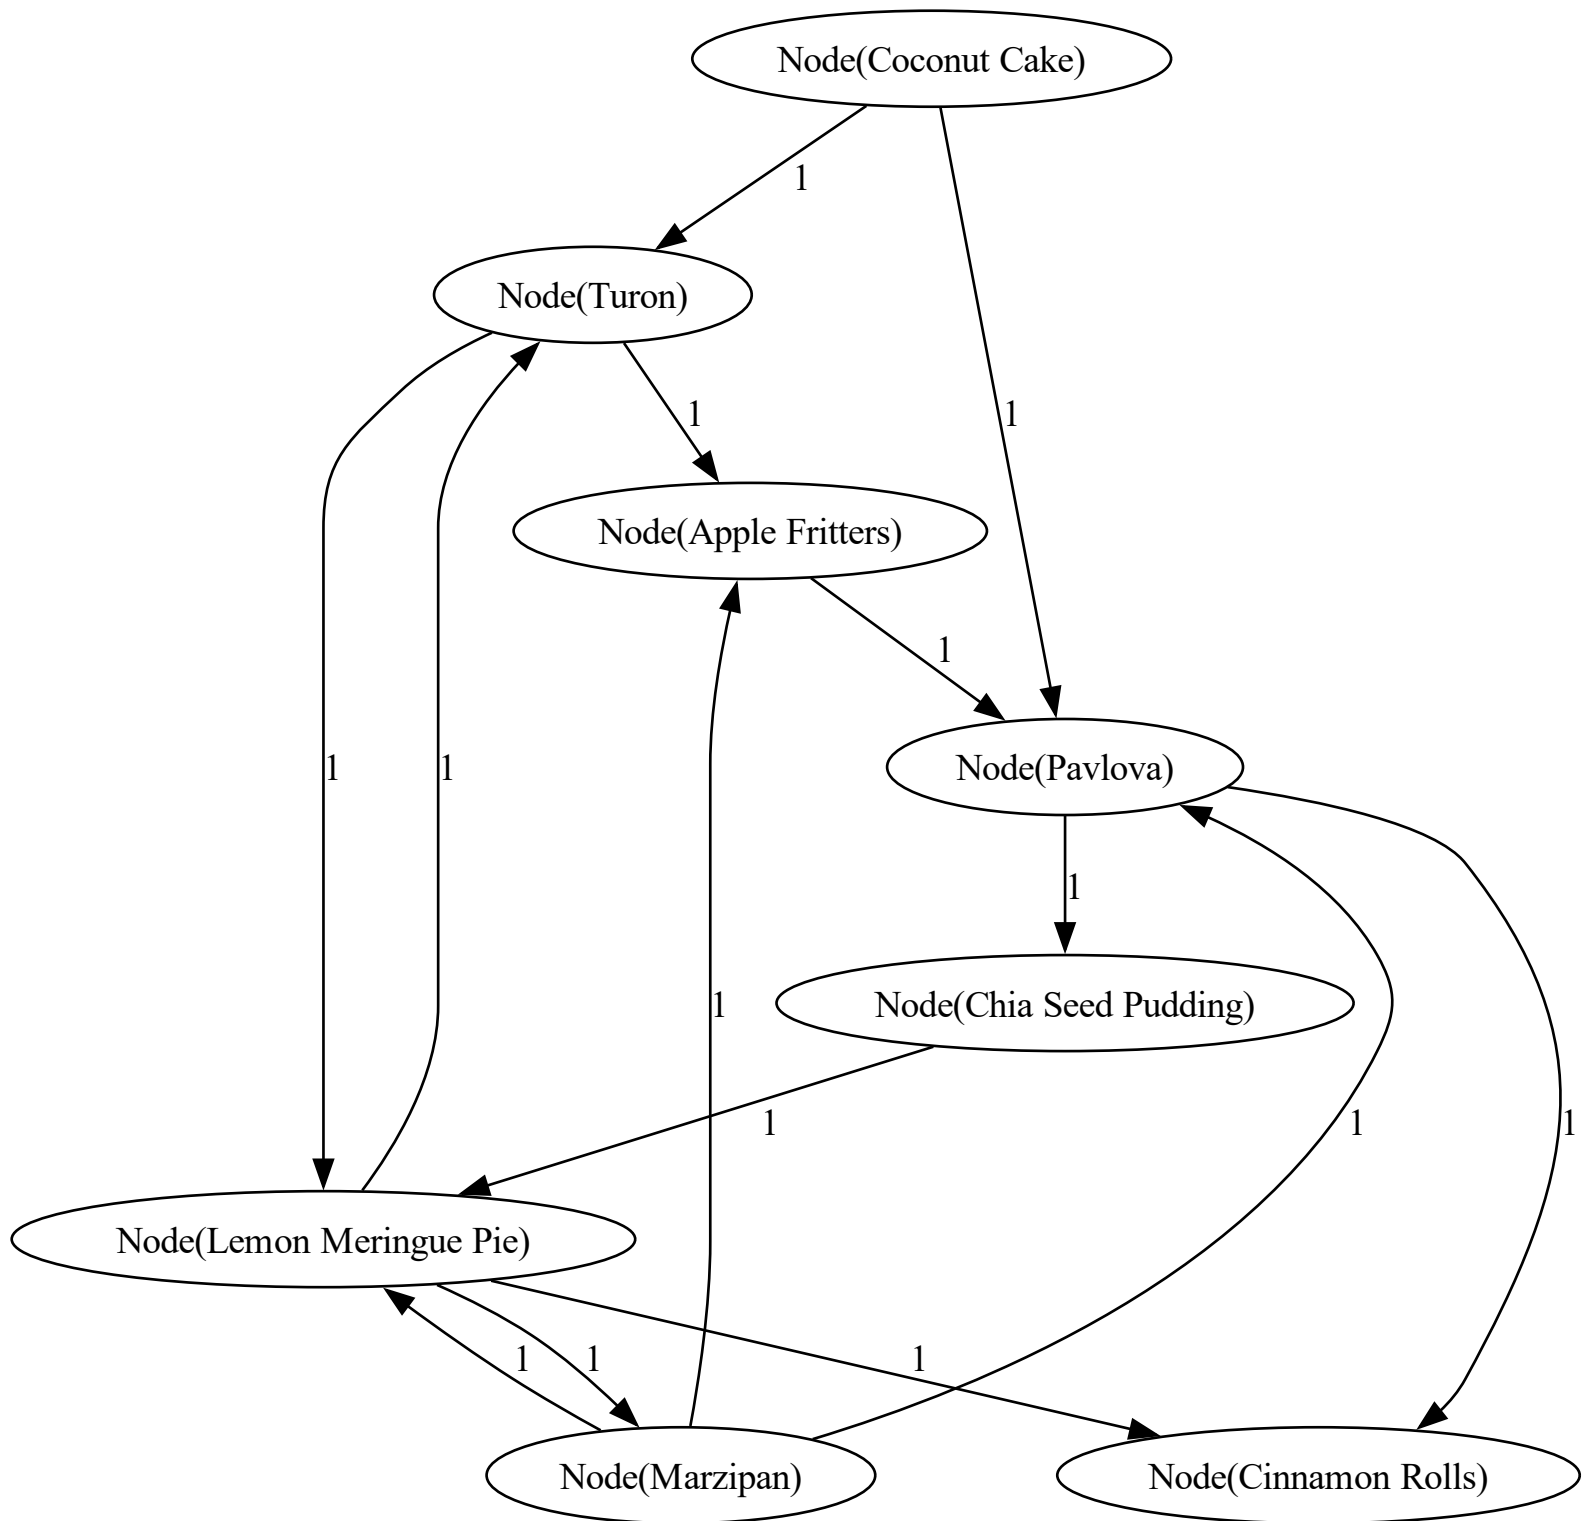 Node(Coconut Cake)
1
Node(Turon)
1
1
Node(Apple Fritters)
1
1
1
Node(Pavlova)
1
1
Node(Chia Seed Pudding)
1
1
1
Node(Lemon Meringue Pie)
1
1
1
Node(Marzipan)
Node(Cinnamon Rolls)